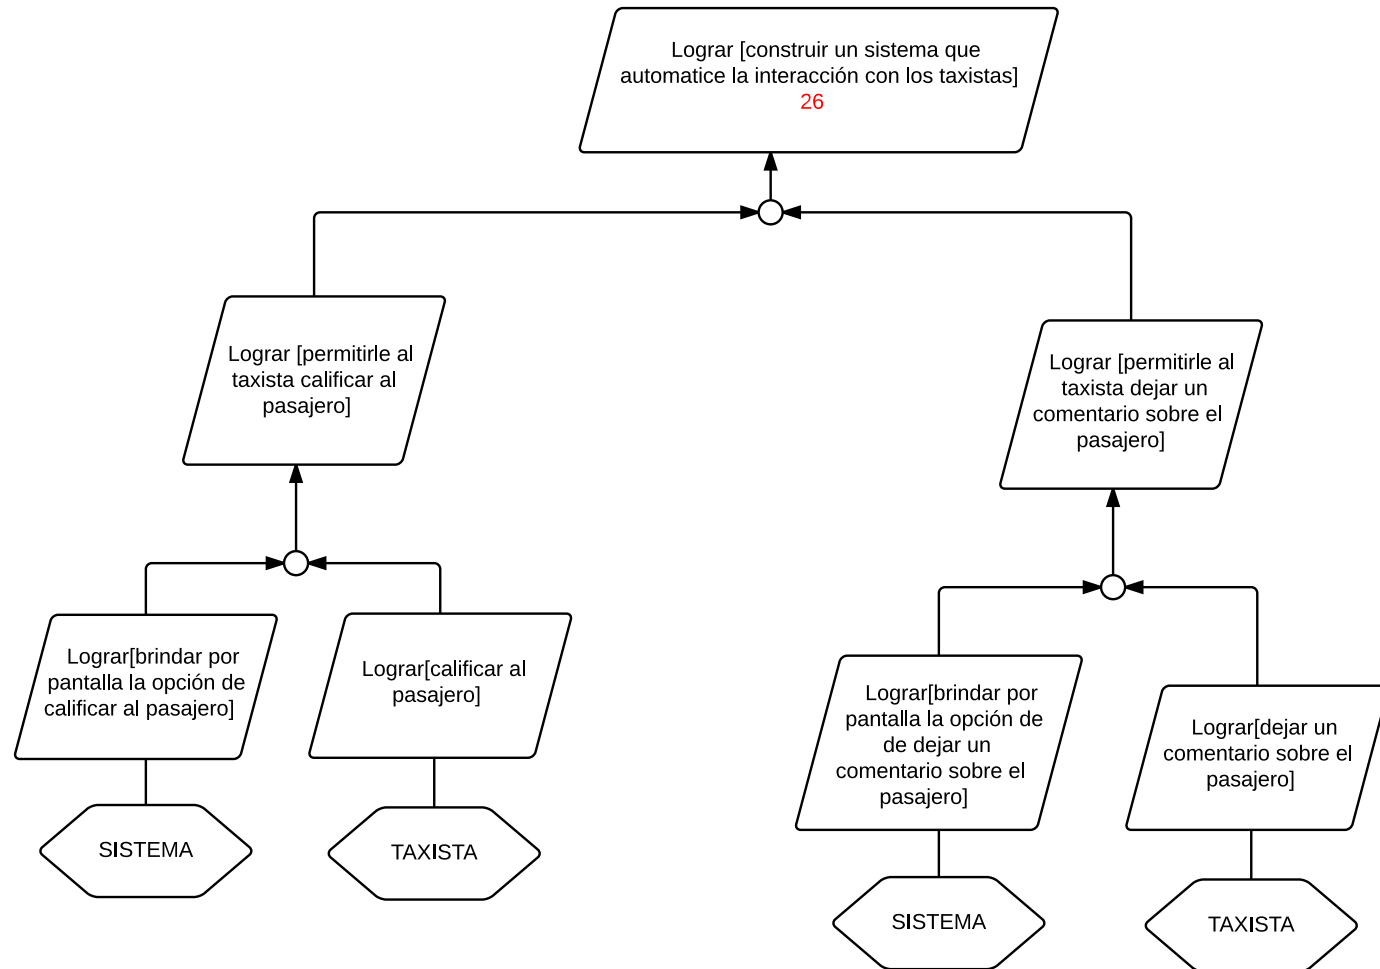 Lograr [construir un sistema que
automatice la interacción con los taxistas]
26
Lograr [permitirle al
taxista calificar al
pasajero]
Lograr [permitirle al
taxista dejar un
comentario sobre el
pasajero]
Lograr[brindar por
pantalla la opción de
calificar al pasajero]
Lograr[calificar al
pasajero]
Lograr[brindar por
pantalla la opción de
de dejar un
comentario sobre el
pasajero]
Lograr[dejar un
comentario sobre el
pasajero]
SISTEMA
TAXISTA
SISTEMA
TAXISTA